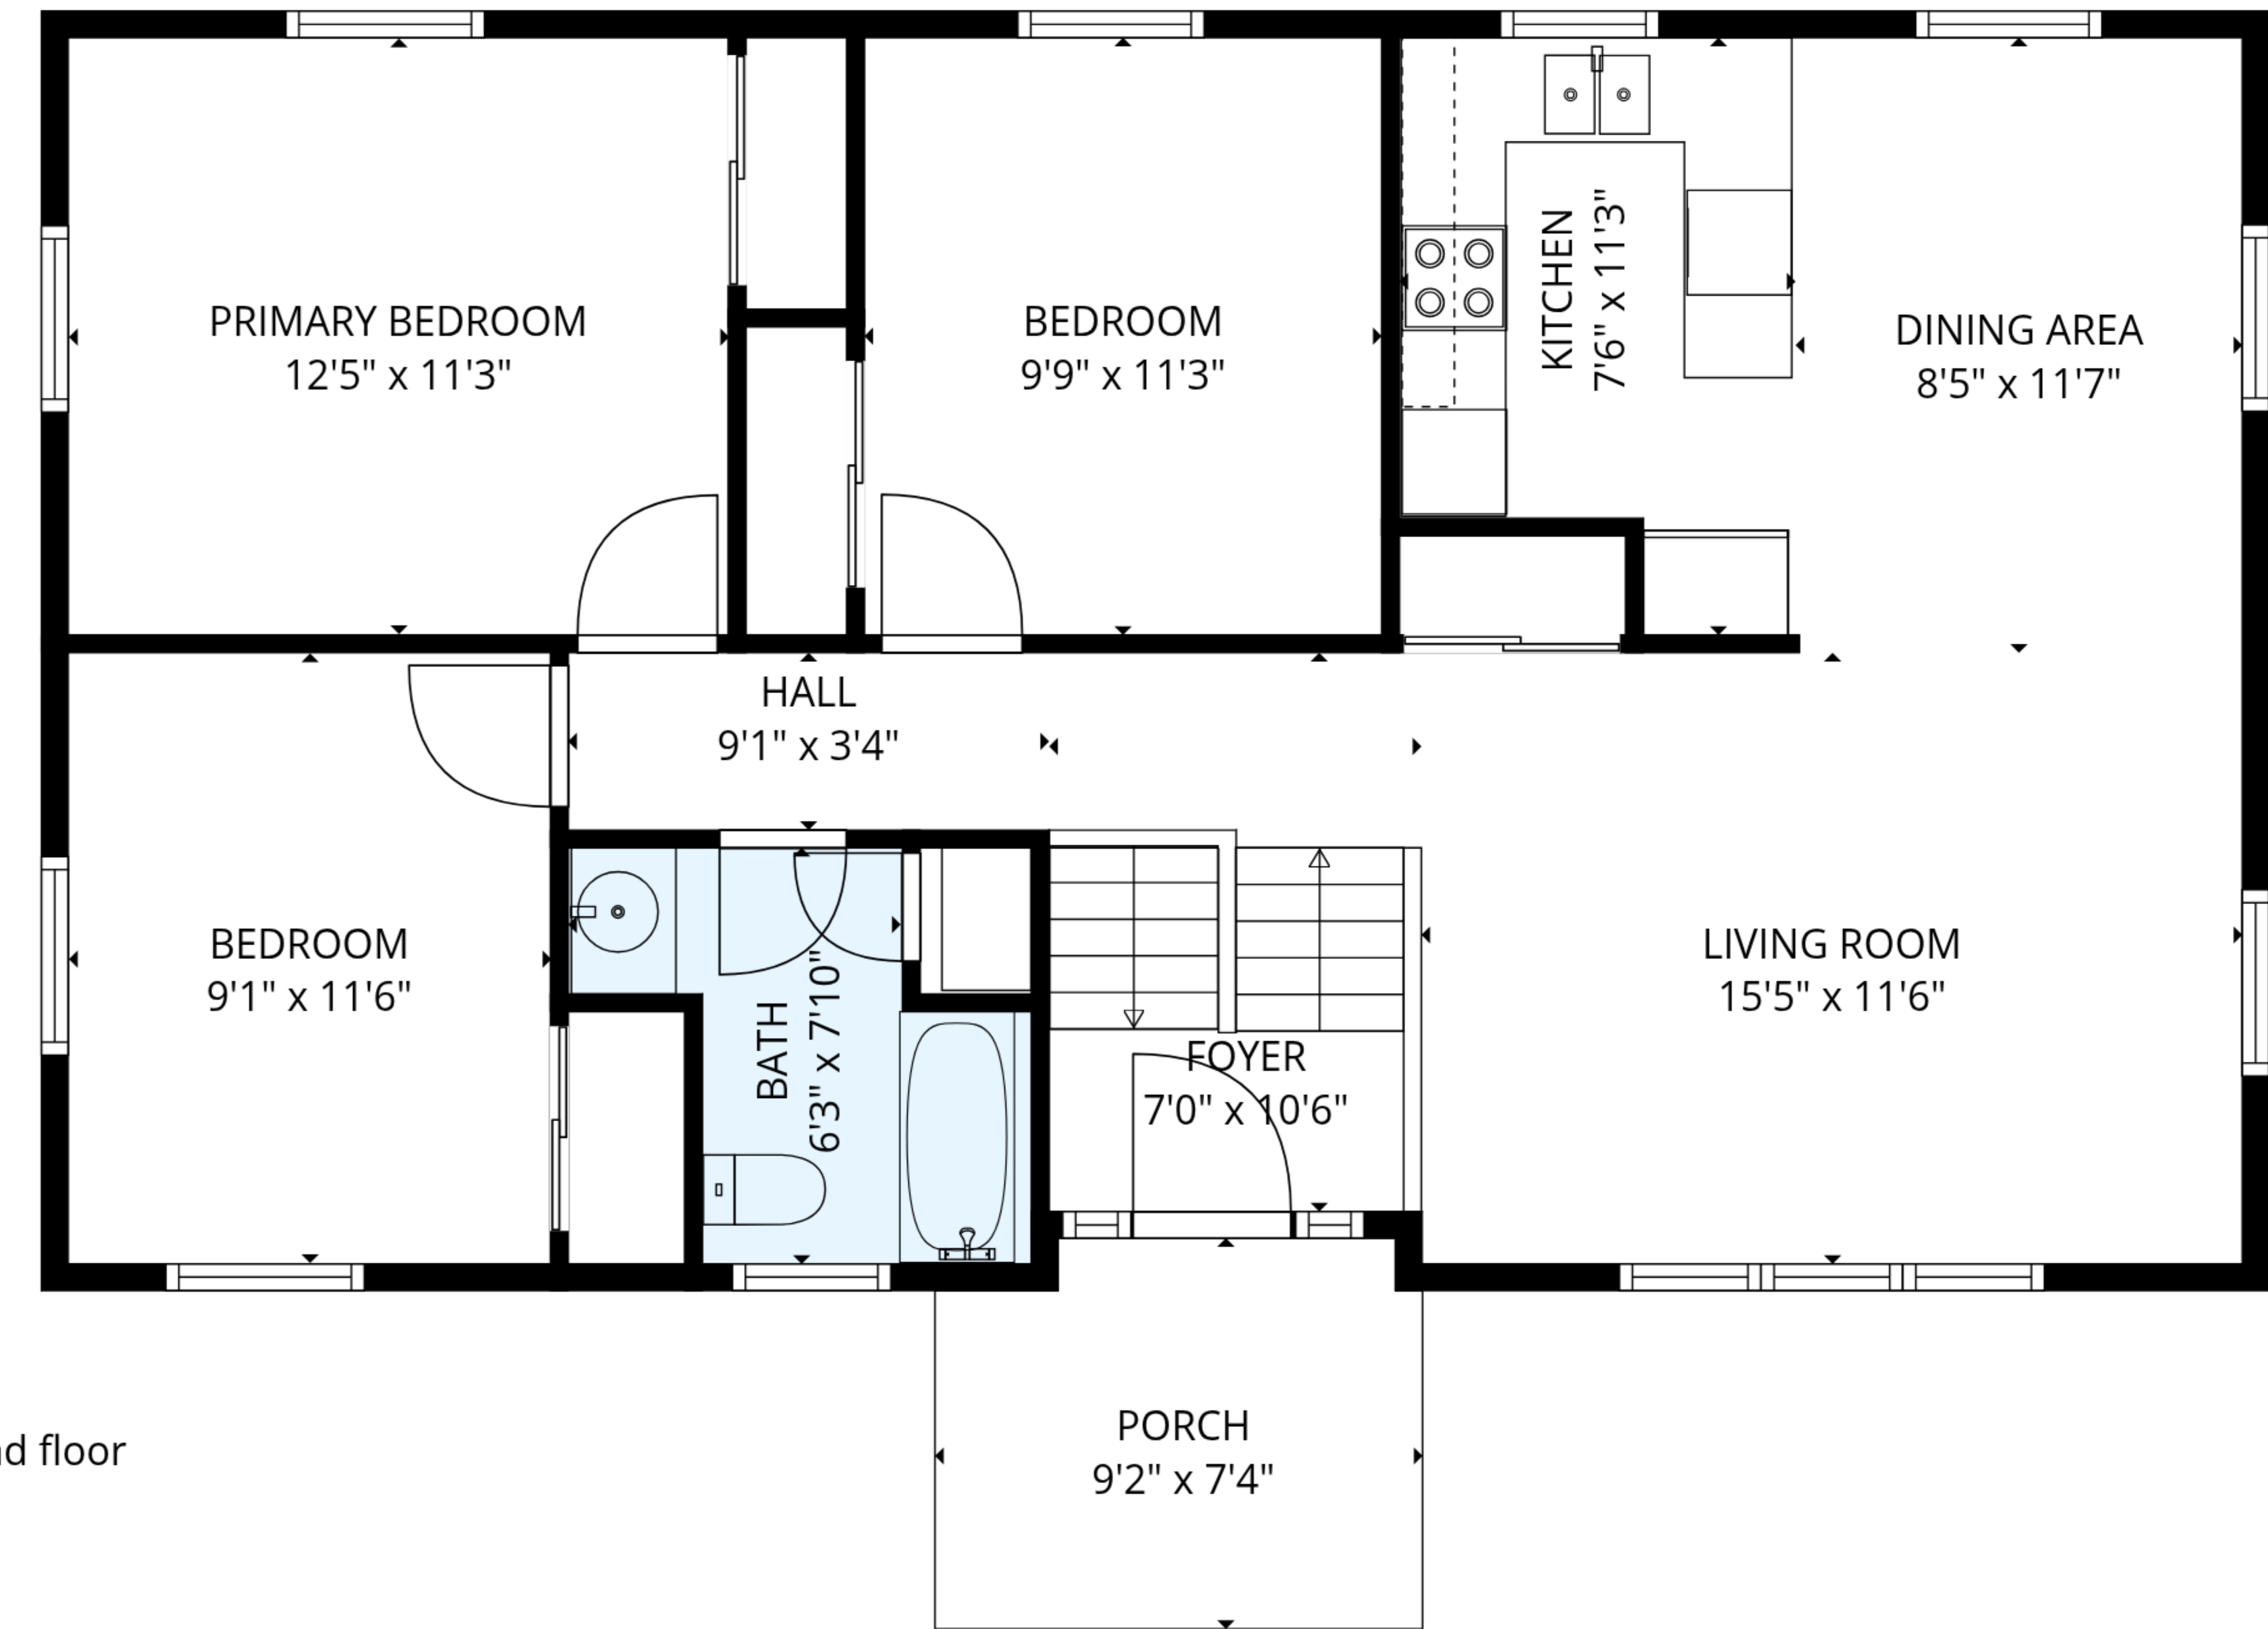 PRIMARY BEDROOM
12'5" x 11'3"
BEDROOM
9'9" x 11'3"
KITCHEN
7'6" x 11'3"
DINING AREA
8'5" x 11'7"
HALL
9'1" x 3'4"
BEDROOM
9'1" x 11'6"
BATH
6'3" x 7'10"
FOYER
7'0" x 10'6"
LIVING ROOM
15'5" x 11'6"
PORCH
9'2" x 7'4"
floor